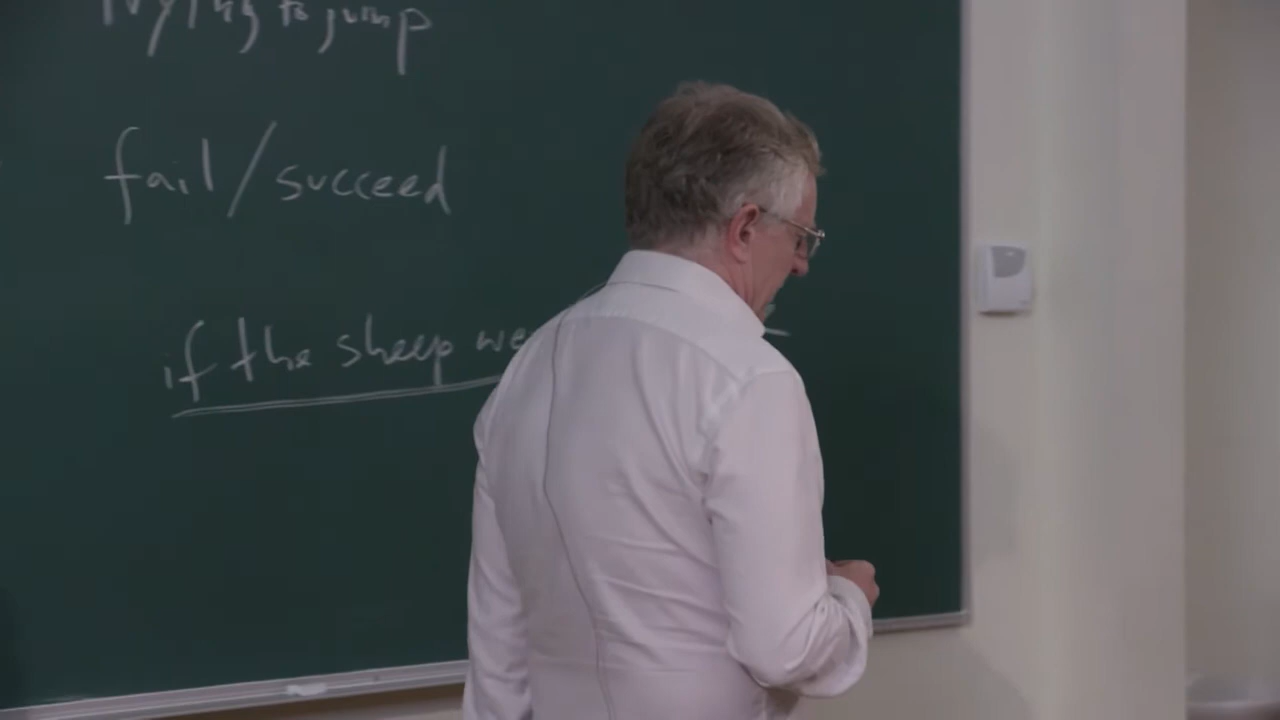 trying to jump
fail/succeed
if the sheep we